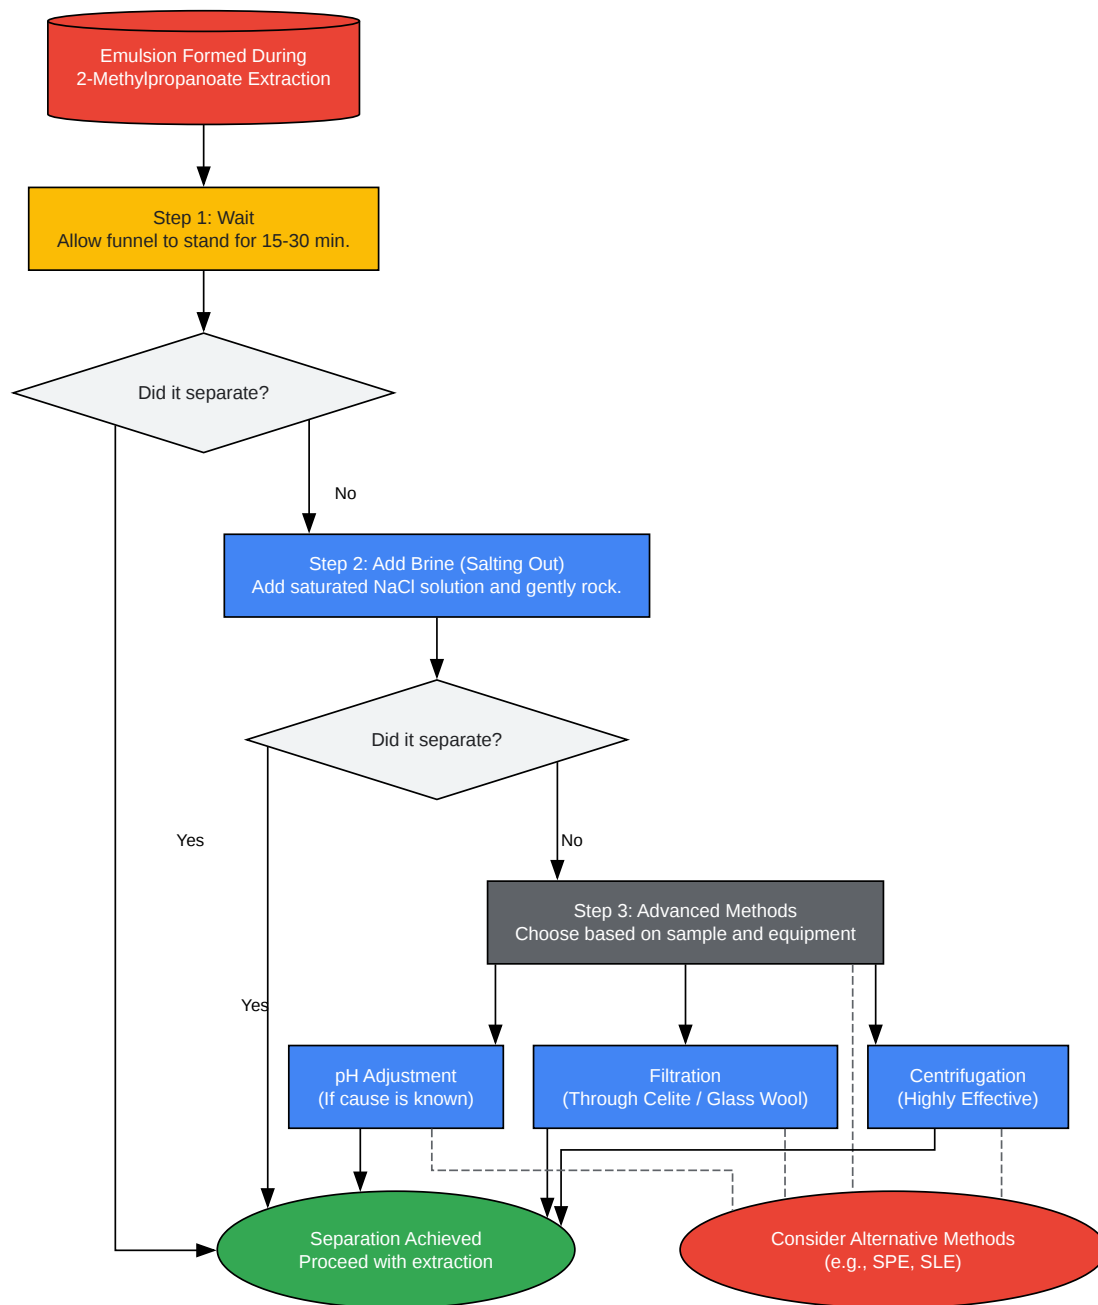 Emulsion Formed During
2-Methylpropanoate Extraction
Step 1: Wait
Allow funnel to stand for 15-30 min.
Did it separate?
No
Step 2: Add Brine (Salting Out)
Add saturated NaCl solution and gently rock.
Did it separate?
Yes
No
Step 3: Advanced Methods
Choose based on sample and equipment
Yes
pH Adjustment
(If cause is known)
Filtration
(Through Celite / Glass Wool)
Centrifugation
(Highly Effective)
Separation Achieved
Proceed with extraction
Consider Alternative Methods
(e.g., SPE, SLE)